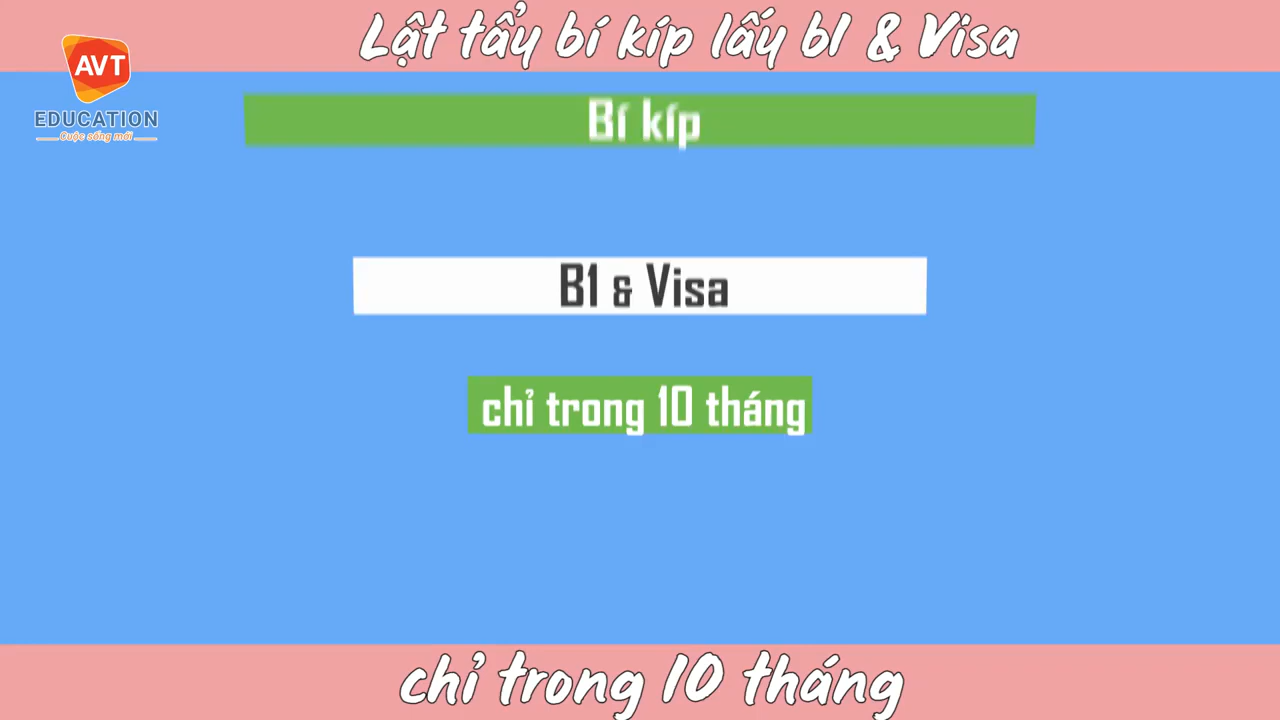 Lật tẩy bí kíp lấy b1 & Visa
AVT
EDUCATION
Cuộc sống mới
Bí kíp
B1 & Visa
chỉ trong 10 tháng
chỉ trong 10 tháng